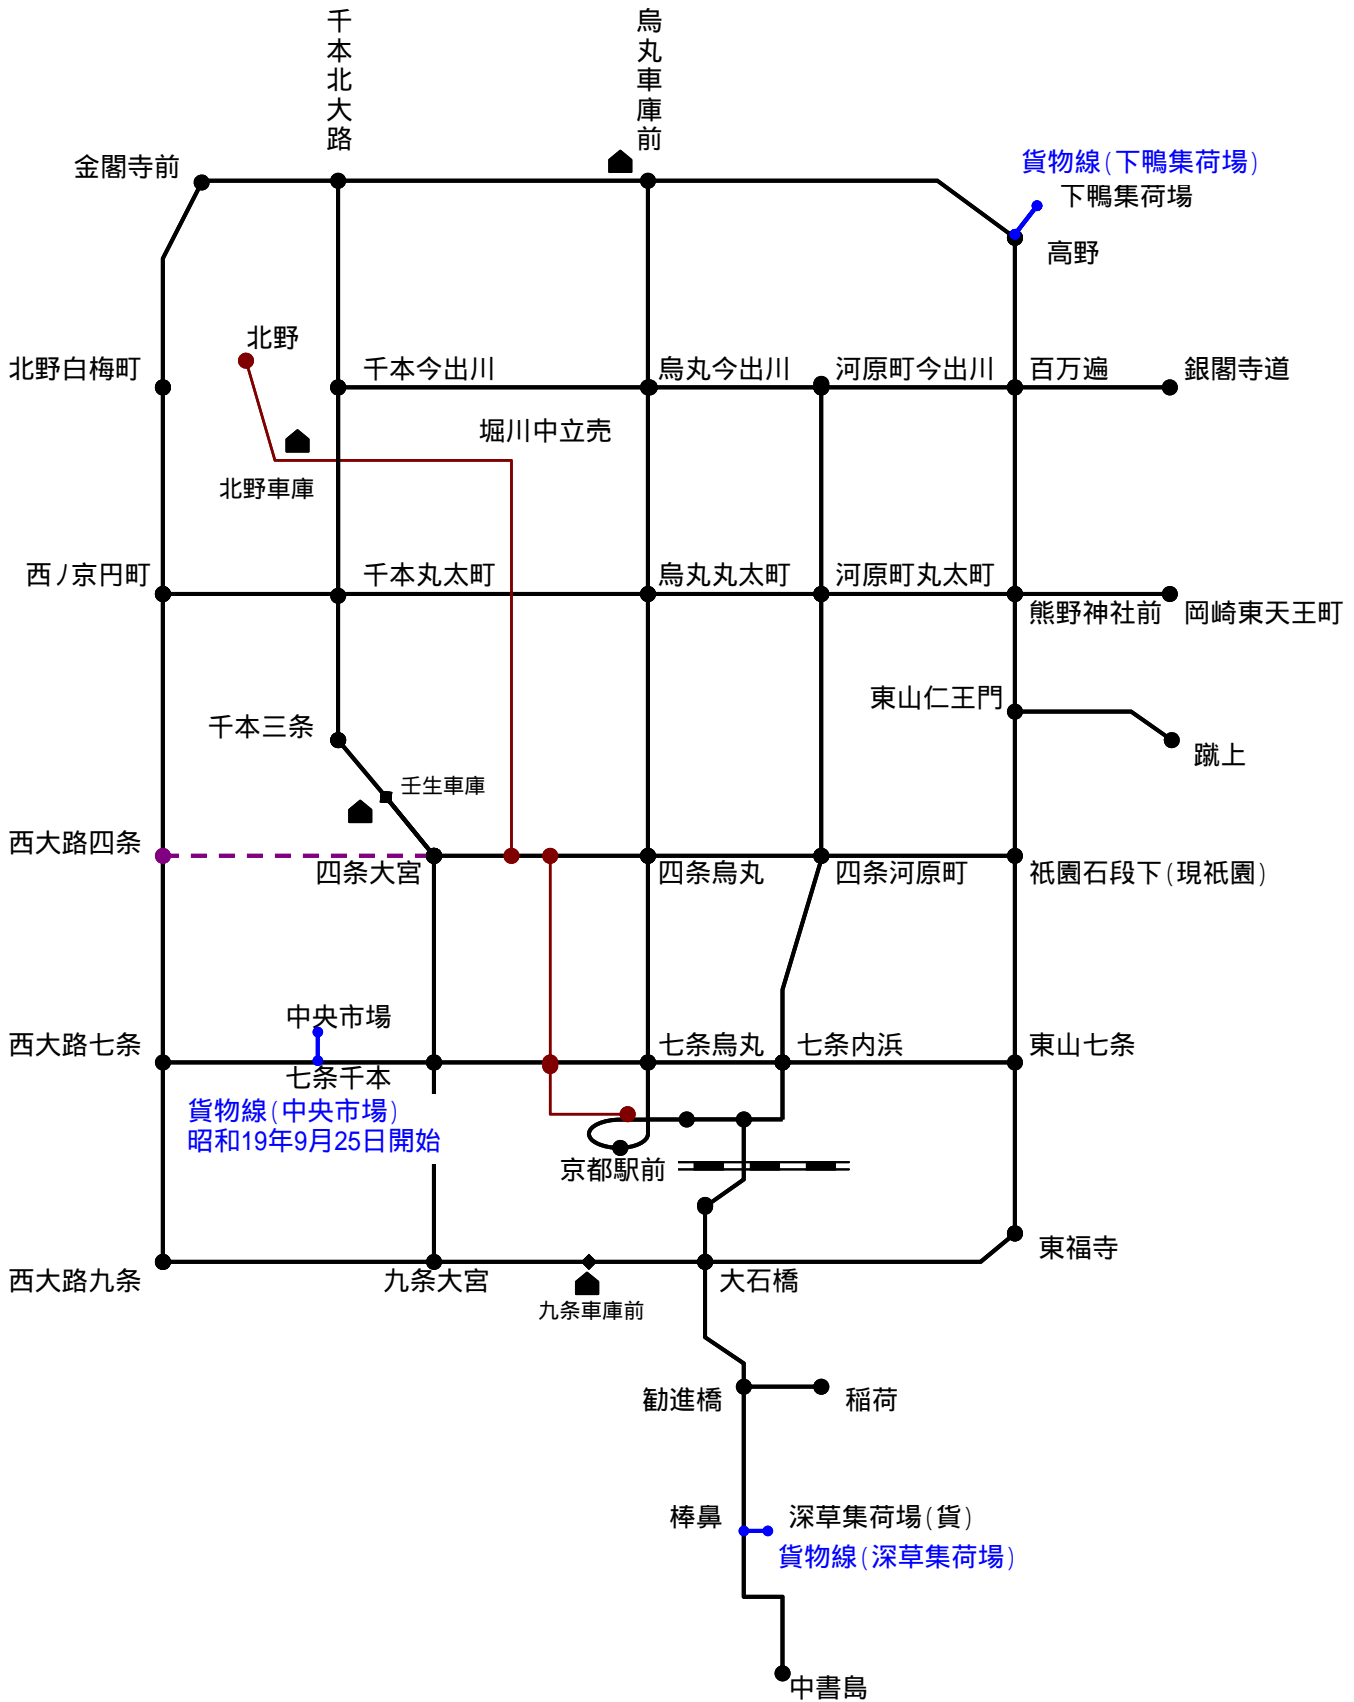 千本北大路
烏丸車庫前
金閣寺前
貨物線(下鴨集荷場)
下鴨集荷場
高野
北野
北野白梅町
千本今出川
烏丸今出川
河原町今出川
百万遍
銀閣寺道
堀川中立売
北野車庫
西ノ京円町
千本丸太町
烏丸丸太町
河原町丸太町
熊野神社前
岡崎東天王町
東山仁王門
千本三条
蹴上
壬生車庫
西大路四条
四条大宮
四条烏丸
四条河原町
祇園石段下(現祇園)
中央市場
西大路七条
七条烏丸
七条内浜
東山七条
七条千本
貨物線(中央市場)
昭和19年9月25日開始
京都駅前
東福寺
西大路九条
九条大宮
大石橋
九条車庫前
勧進橋
稲荷
棒鼻
深草集荷場(貨)
貨物線(深草集荷場)
中書島